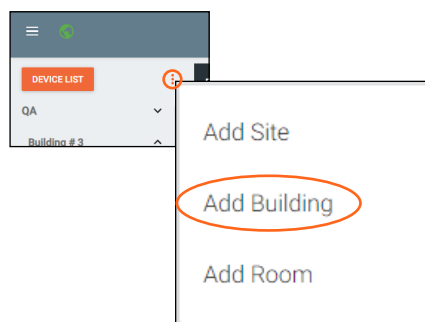 DEVICE LIST
QA
Building # 3
Add Site
Add Building
Add Room